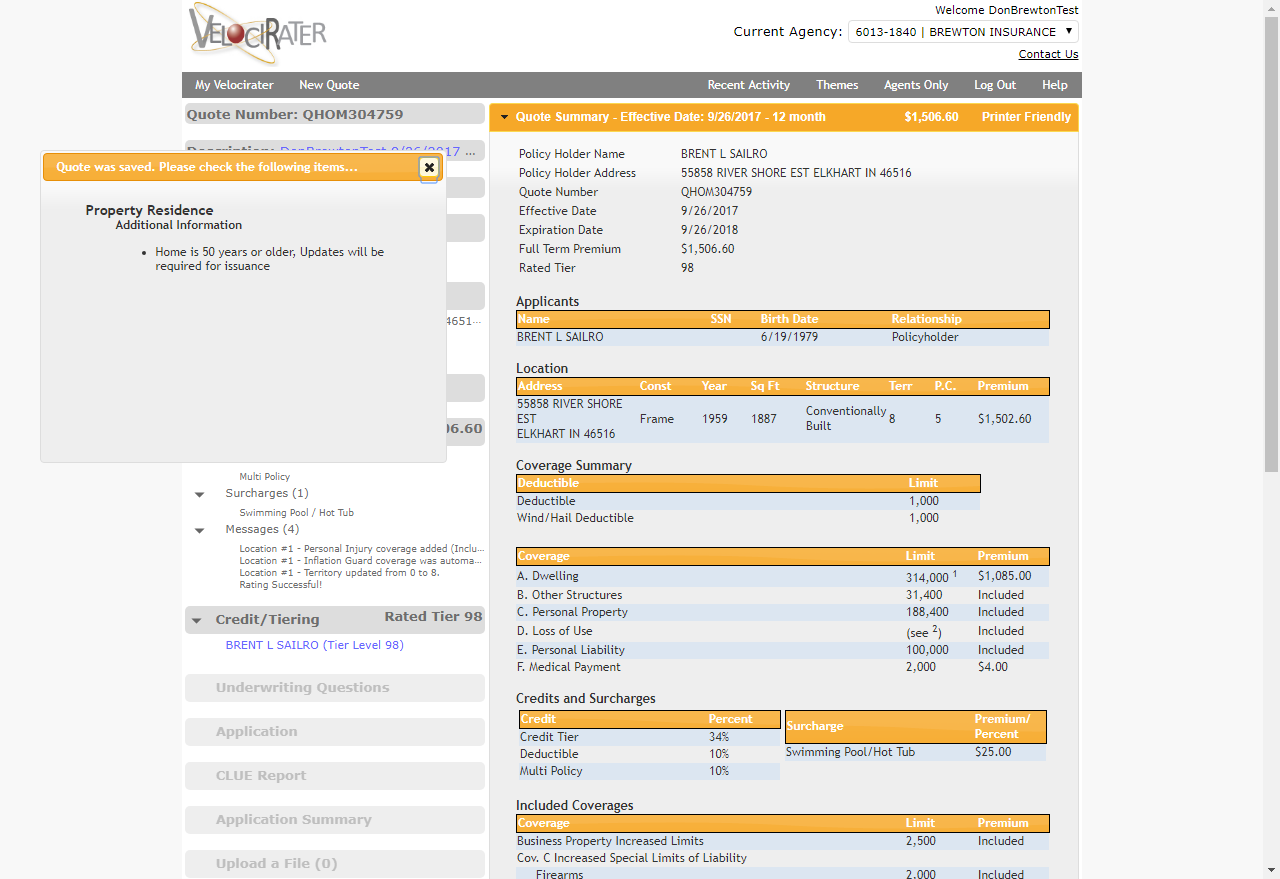 VELOCIRATER
Welcome DonBrewtonTest
Current Agency: 6013-1840 | BREWTON INSURANCE
Contact Us
My Velocirater New Quote Recent Activity Themes Agents Only Log Out Help
Quote Number: QHOM304759
Description: DonBrewtonTest 9/26/2017 ...
Quote was saved. Please check the following items...
Property Residence
Additional Information
• Home is 50 years or older, Updates will be
required for issuance
4651...
06.60
Multi Policy
Surcharges (1)
Swimming Pool / Hot Tub
Messages (4)
Location #1 - Personal Injury coverage added (Inclu...
Location #1 - Inflation Guard coverage was automa...
Location #1 - Territory updated from 0 to 8.
Rating Successful!
Credit/Tiering Rated Tier 98
BRENT L SAILRO (Tier Level 98)
Underwriting Questions
Application
CLUE Report
Application Summary
Upload a File (0)
Quote Summary - Effective Date: 9/26/2017 - 12 month $1,506.60 Printer Friendly
Policy Holder Name BRENT L SAILRO
Policy Holder Address 55858 RIVER SHORE EST ELKHART IN 46516
Quote Number QHOM304759
Effective Date 9/26/2017
Expiration Date 9/26/2018
Full Term Premium $1,506.60
Rated Tier 98
Applicants
Name SSN Birth Date Relationship
BRENT L SAILRO 6/19/1979 Policyholder
Location
Address Const Year Sq Ft Structure Terr P.C. Premium
55858 RIVER SHORE
EST
ELKHART IN 46516
Frame 1959 1887 Conventionally
Built
8 5 $1,502.60
Coverage Summary
Deductible Limit
Deductible 1,000
Wind/Hail Deductible 1,000
Coverage Limit Premium
A. Dwelling 314,000 1 $1,085.00
B. Other Structures 31,400 Included
C. Personal Property 188,400 Included
D. Loss of Use (see 2) Included
E. Personal Liability 100,000 Included
F. Medical Payment 2,000 $4.00
Credits and Surcharges
Credit Percent
Credit Tier 34%
Deductible 10%
Multi Policy 10%
Surcharge Premium/
Percent
Swimming Pool/Hot Tub $25.00
Included Coverages
Coverage Limit Premium
Business Property Increased Limits 2,500 Included
Cov. C Increased Special Limits of Liability
Firearms 2,000 Included